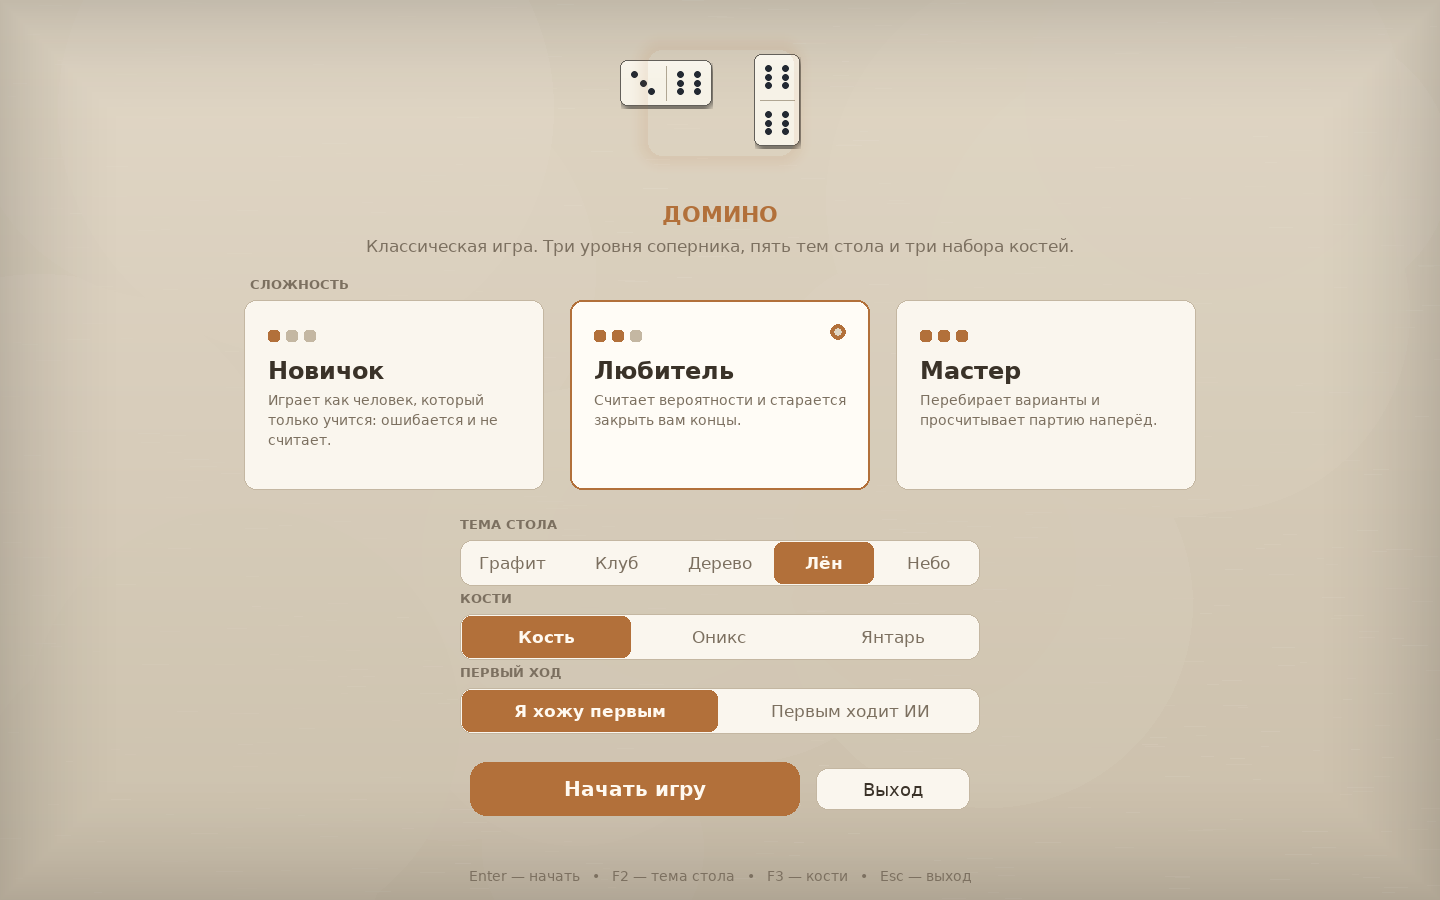 ДОМИНО
Классическая игра. Три уровня соперника, пять тем стола и три набора костей.
СЛОЖНОСТЬ
Новичок
Играет как человек, который
только учится: ошибается и не
считает.
Любитель
Считает вероятности и старается
закрыть вам концы.
Мастер
Перебирает варианты и
просчитывает партию наперёд.
ТЕМА СТОЛА
Графит Клуб Дерево Лён Небо
КОСТИ
Кость Оникс Янтарь
ПЕРВЫЙ ХОД
Я хожу первым Первым ходит ИИ
Начать игру Выход
Enter — начать • F2 — тема стола • F3 — кости • Esc — выход